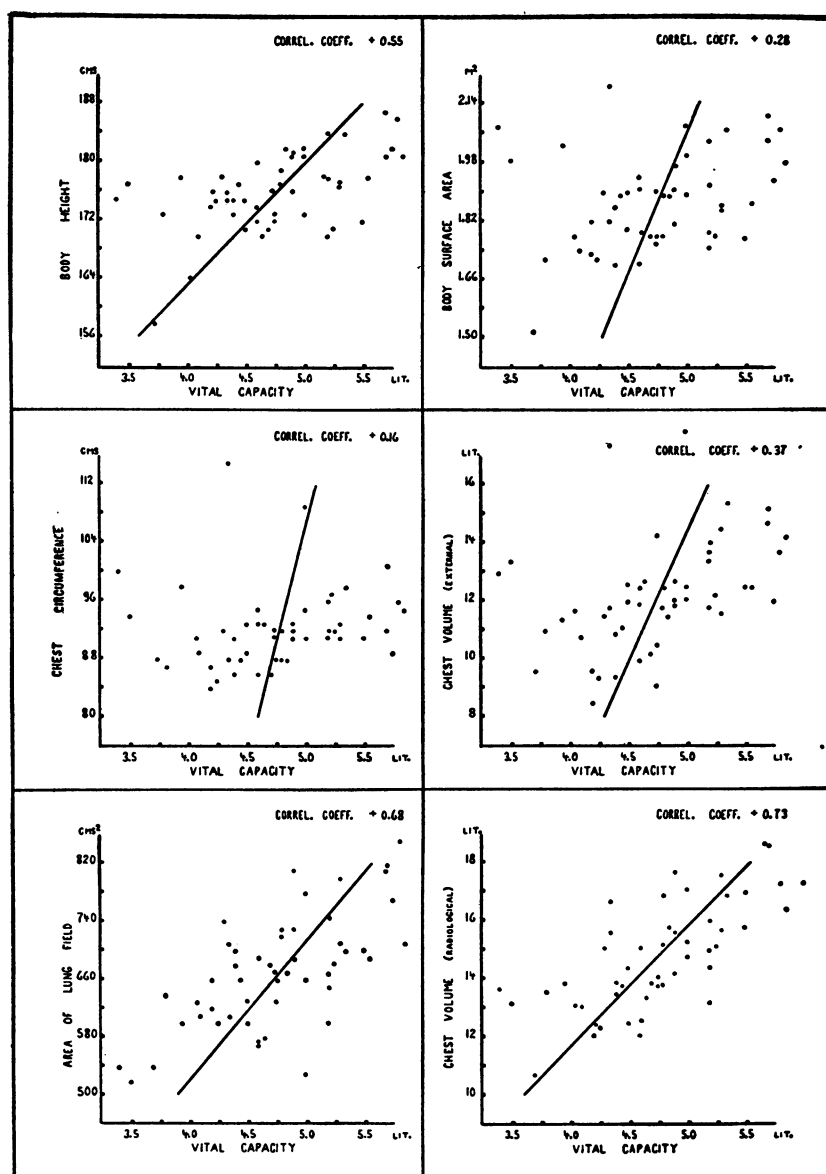 CORREL. COEFF. + 0.55
CMS
188
180
172
164
156
BODY HEIGHT
3.5 4.0 4.5 5.0 5.5 LIT.
VITAL CAPACITY
CORREL. COEFF. + 0.28
M²
2.14
1.98
1.82
1.66
1.50
BODY SURFACE AREA
3.5 4.0 4.5 5.0 5.5 LIT.
VITAL CAPACITY
CORREL. COEFF. + 0.16
CMS
112
104
96
88
80
CHEST CIRCUMFERENCE
3.5 4.0 4.5 5.0 5.5 LIT.
VITAL CAPACITY
CORREL. COEFF. + 0.37
LIT.
16
14
12
10
8
CHEST VOLUME (EXTERNAL)
3.5 4.0 4.5 5.0 5.5 LIT.
VITAL CAPACITY
CORREL. COEFF. + 0.68
CMS²
820
740
660
580
500
AREA OF LUNG FIELD
3.5 4.0 4.5 5.0 5.5 LIT.
VITAL CAPACITY
CORREL. COEFF. + 0.73
LIT.
18
16
14
12
10
CHEST VOLUME (RADIOLOGICAL)
3.5 4.0 4.5 5.0 5.5 LIT.
VITAL CAPACITY